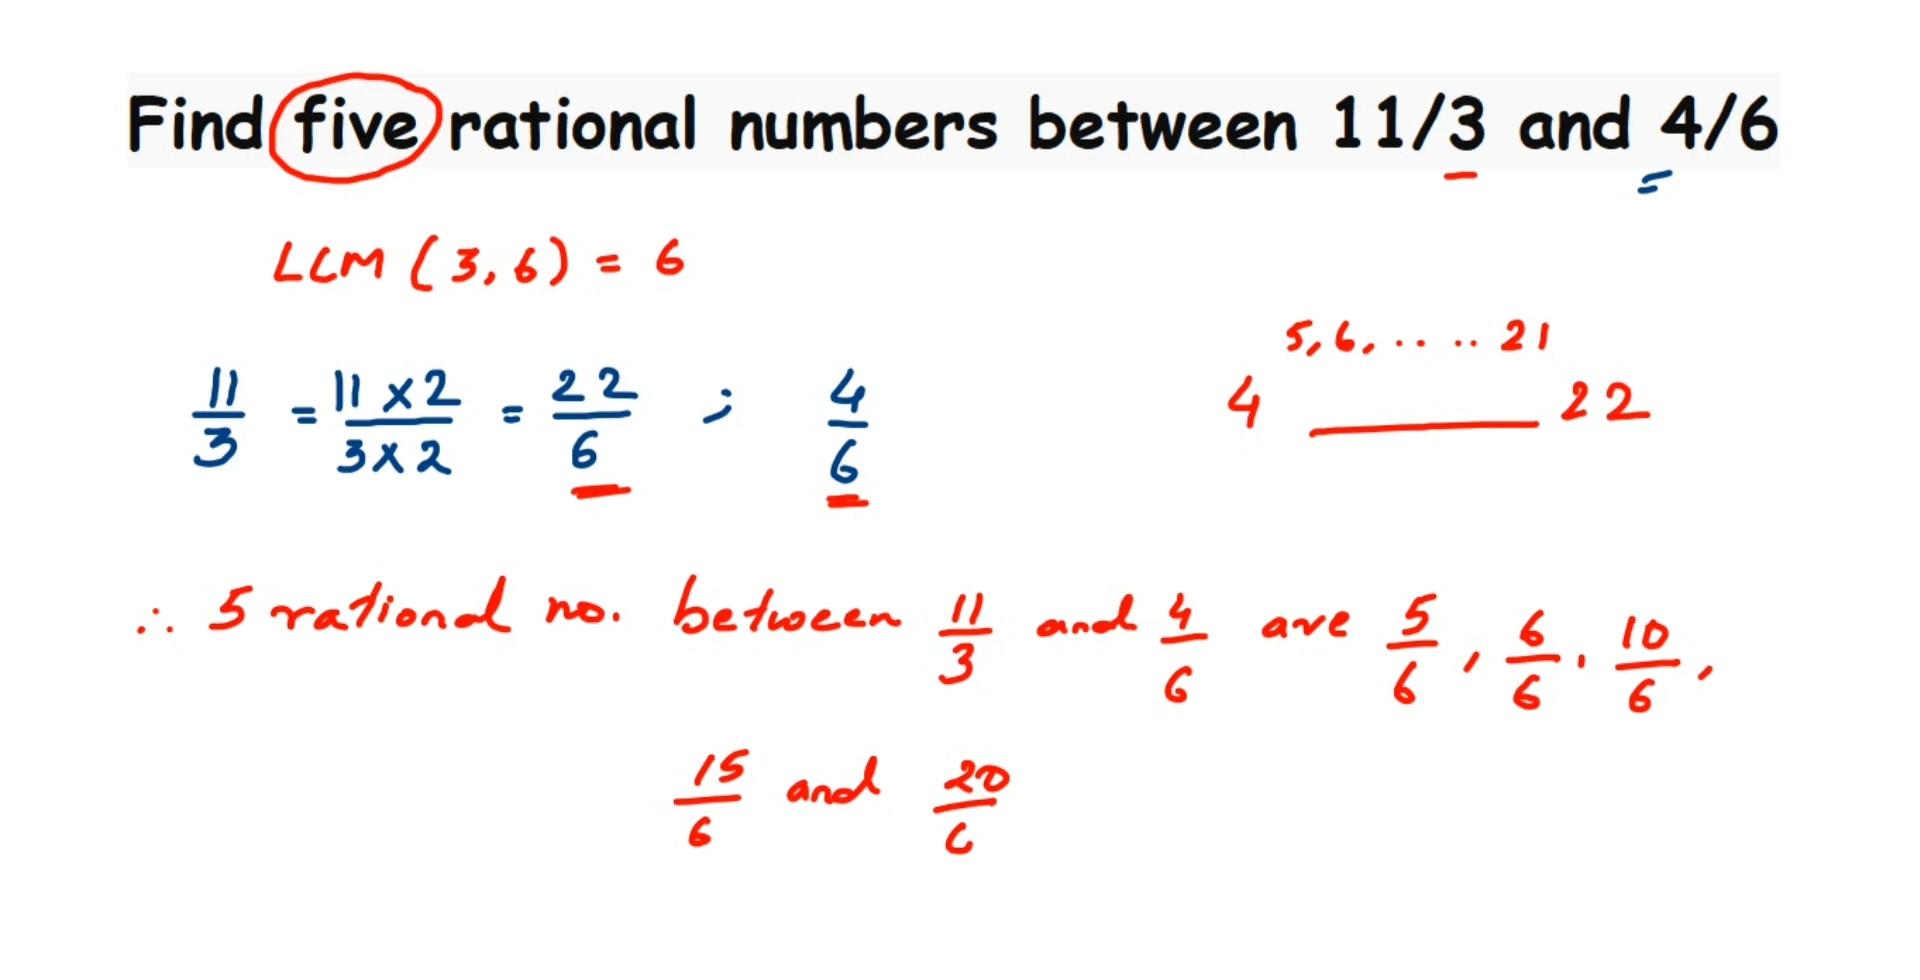 Find five rational numbers between 11/3 and 4/6
LCM (3,6) = 6
5,6, .. .. 21
11/3 = 11 x 2/3 x 2 = 22/6 ; 4/6
4 ____ 22
∴ 5 rational no. between 11/3 and 4/6 are 5/6, 6/6, 10/6,
15/6 and 20/6